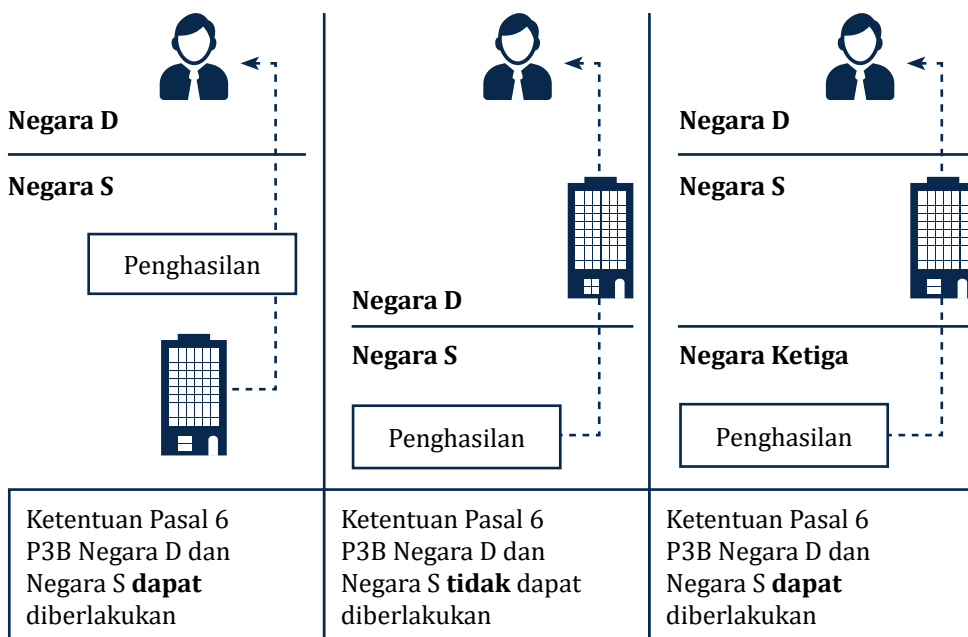 Negara D
Negara S
Penghasilan
Ketentuan Pasal 6
P3B Negara D dan
Negara S dapat
diberlakukan
Negara D
Negara S
Penghasilan
Ketentuan Pasal 6
P3B Negara D dan
Negara S tidak dapat
diberlakukan
Negara D
Negara S
Negara Ketiga
Penghasilan
Ketentuan Pasal 6
P3B Negara D dan
Negara S dapat
diberlakukan